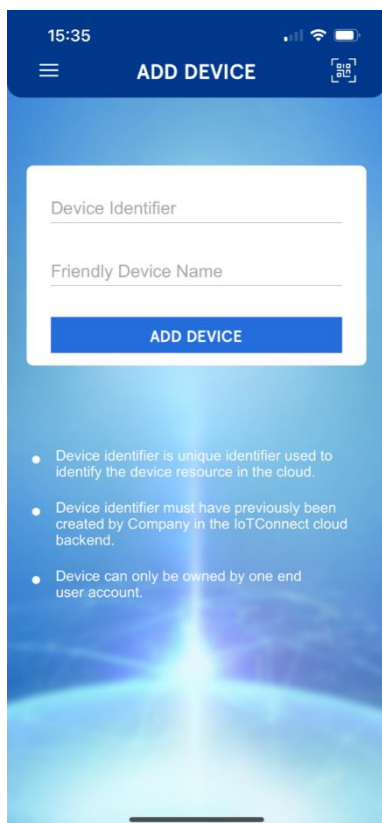 15:35
ADD DEVICE
Device Identifier
Friendly Device Name
ADD DEVICE
Device identifier is unique identifier used to
identify the device resource in the cloud.
Device identifier must have previously been
created by Company in the IoTConnect cloud
backend.
Device can only be owned by one end
user account.